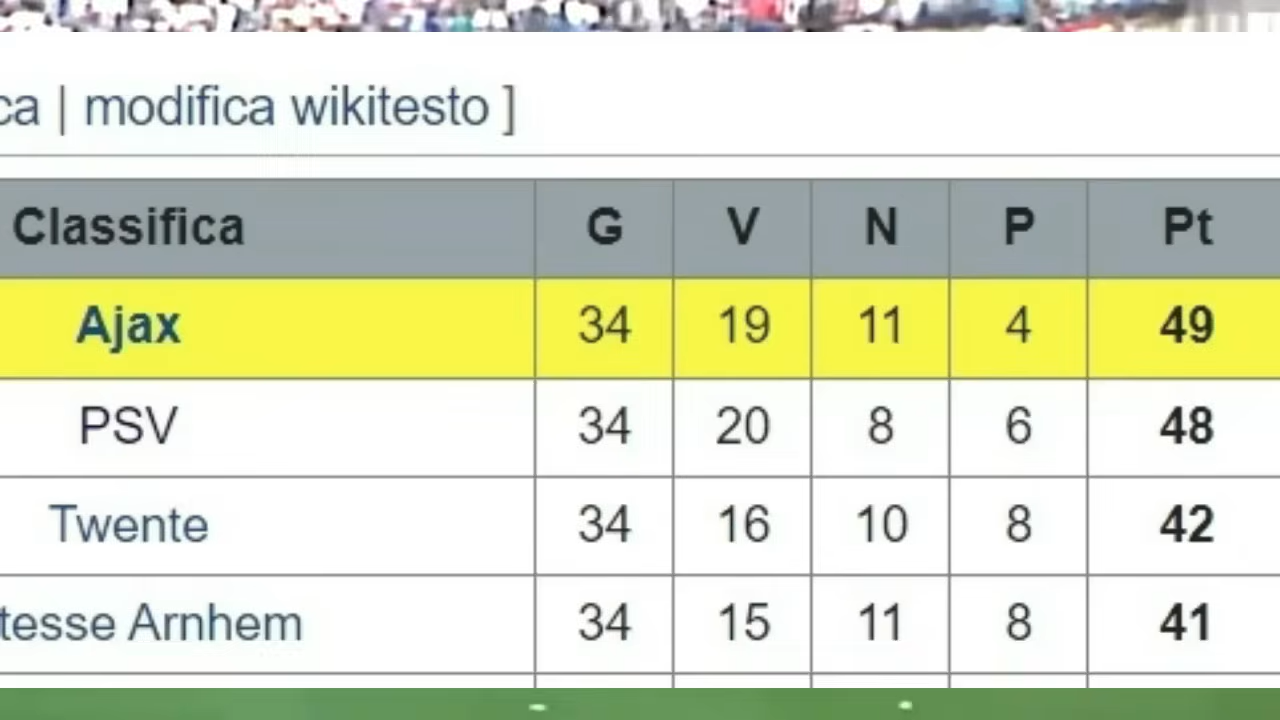 ca | modifica wikitesto ]
Classifica G V N P Pt
Ajax 34 19 11 4 49
PSV 34 20 8 6 48
Twente 34 16 10 8 42
tesse Arnhem 34 15 11 8 41